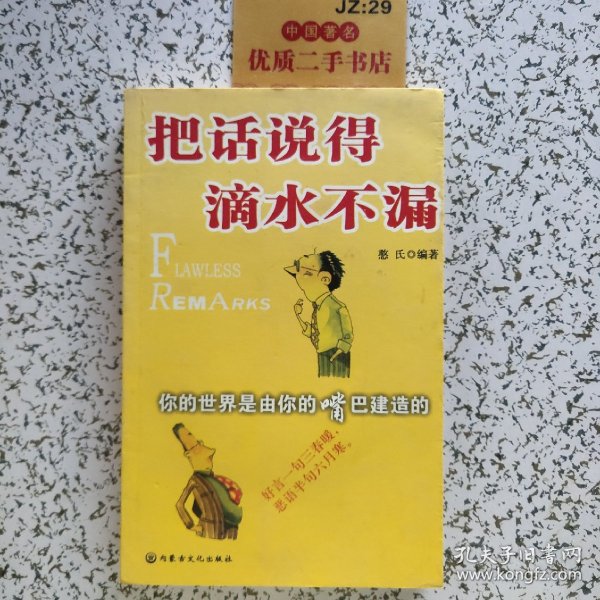 JZ:29
中国著名
优质二手书店
把话说得
滴水不漏
憨氏◎编著
FLAWLESS
REMARKS
你的世界是由你的嘴巴建造的
好言一句三春暖，
恶语半句六月寒。
内蒙古文化出版社
孔夫子旧书网
www.kongfz.com